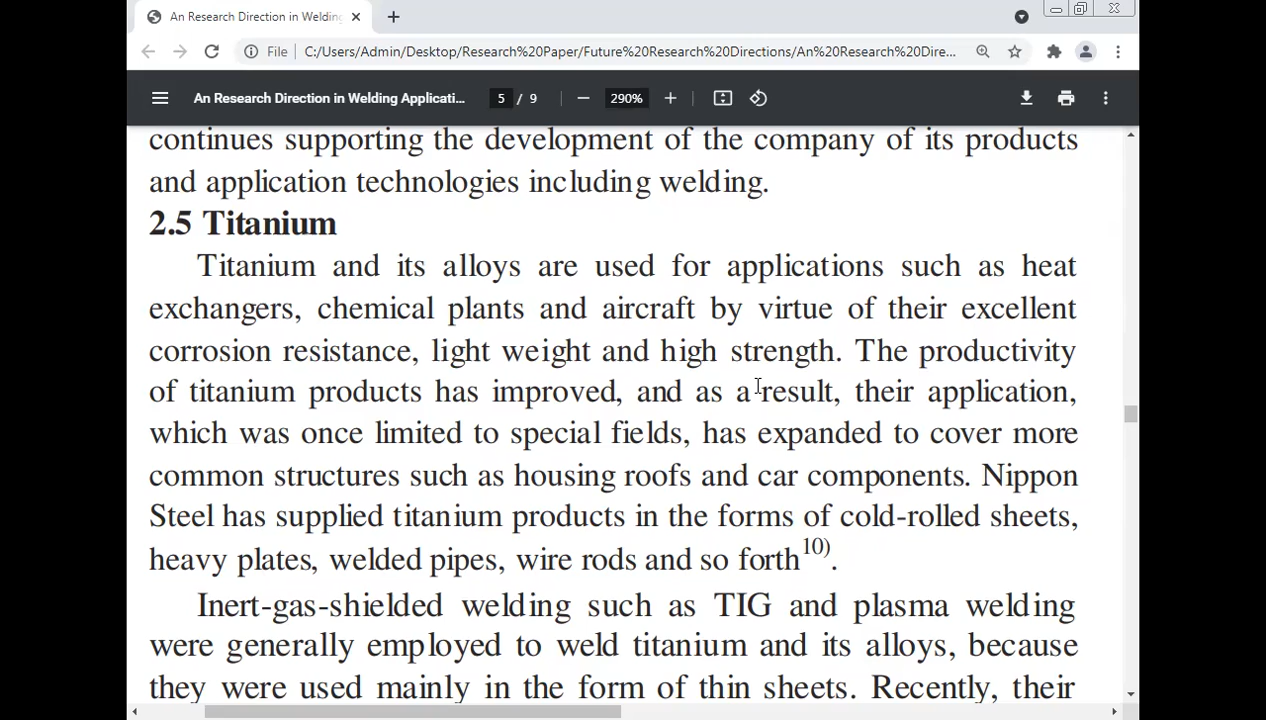 An Research Direction in Welding
File C:/Users/Admin/Desktop/Research%20Paper/Future%20Research%20Directions/An%20Research%20Dire...
An Research Direction in Welding Applicati... 5 / 9 290%
continues supporting the development of the company of its products
and application technologies including welding.
2.5 Titanium
Titanium and its alloys are used for applications such as heat
exchangers, chemical plants and aircraft by virtue of their excellent
corrosion resistance, light weight and high strength. The productivity
of titanium products has improved, and as a result, their application,
which was once limited to special fields, has expanded to cover more
common structures such as housing roofs and car components. Nippon
Steel has supplied titanium products in the forms of cold-rolled sheets,
heavy plates, welded pipes, wire rods and so forth10).
Inert-gas-shielded welding such as TIG and plasma welding
were generally employed to weld titanium and its alloys, because
they were used mainly in the form of thin sheets. Recently, their